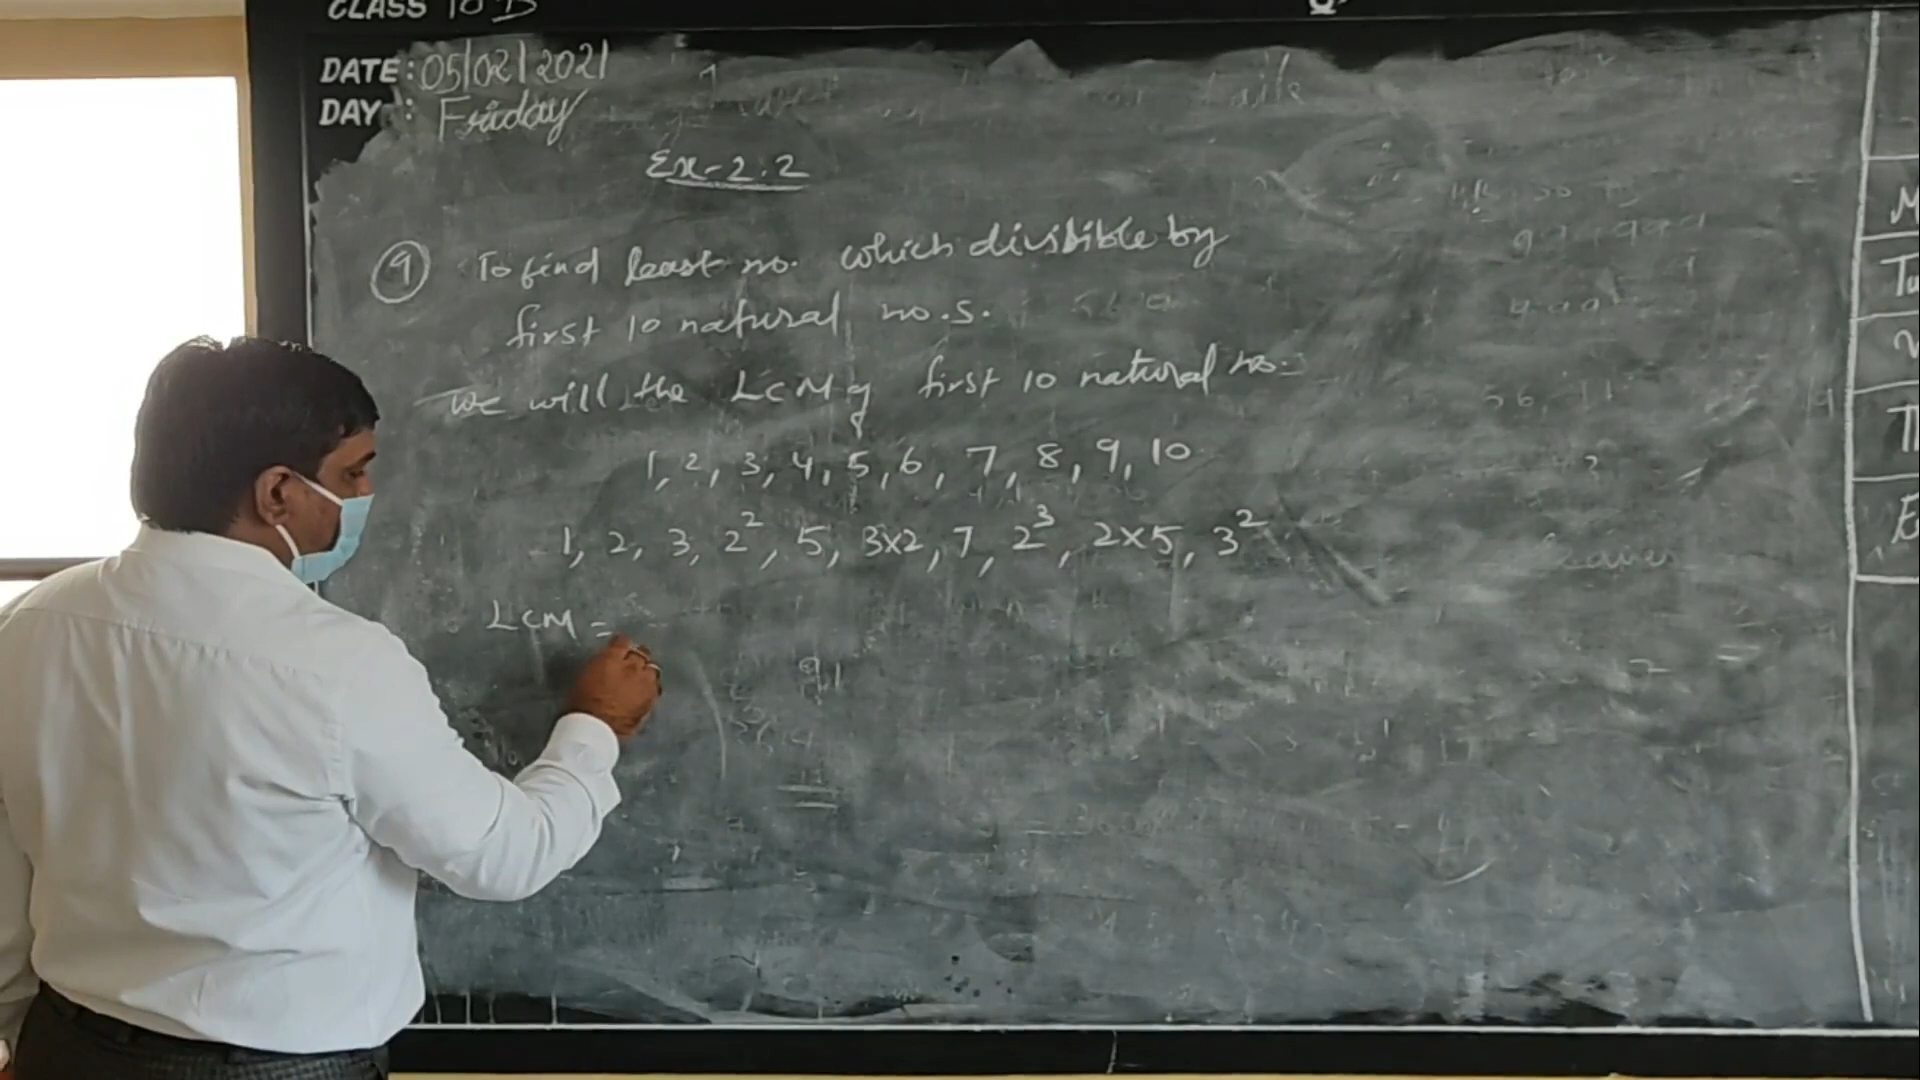 CLASS 10 B
DATE: 05/02/2021
DAY : Friday
Ex-2.2
9 To find least no. which divisible by
first 10 natural no.s.
We will the LCM of first 10 natural no.s
1, 2, 3, 4, 5, 6, 7, 8, 9, 10
1, 2, 3, 2², 5, 3x2, 7, 2³, 2x5, 3²
LCM =
M
Tu
Th